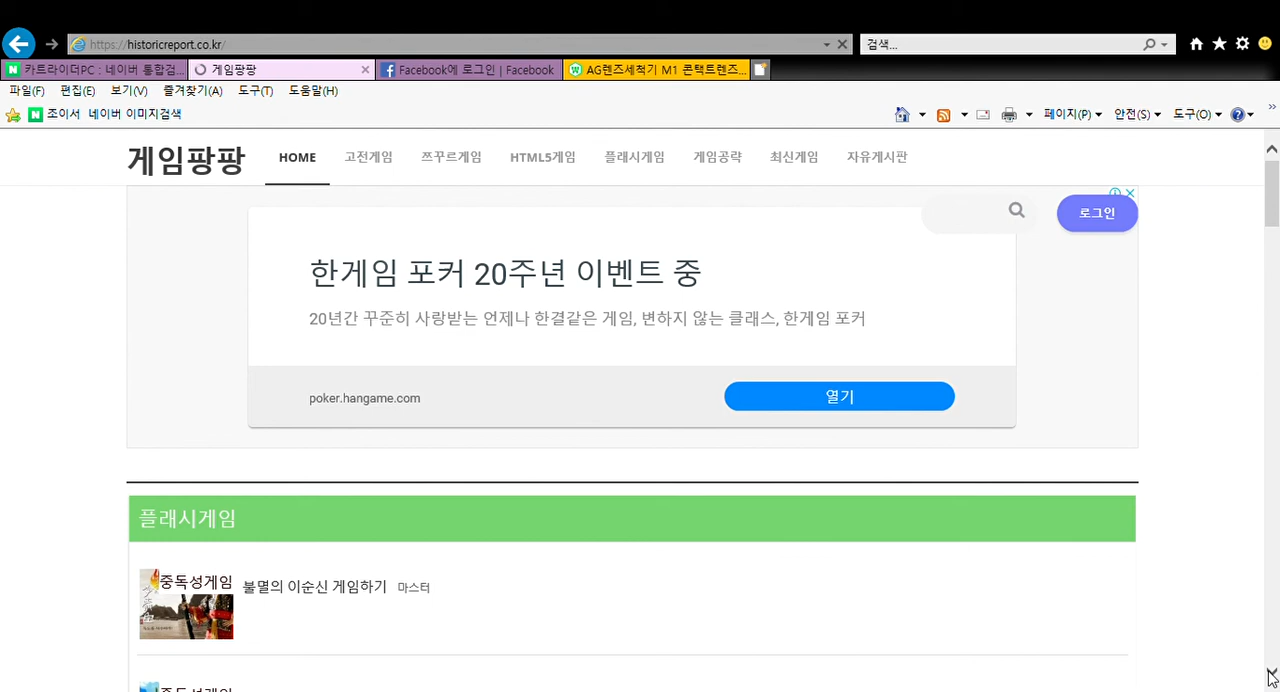 https://historicreport.co.kr/
검색...
카트라이더PC : 네이버 통합검...
게임팡팡
Facebook에 로그인 | Facebook
AG렌즈세척기 M1 콘택트렌즈...
파일(F) 편집(E) 보기(V) 즐겨찾기(A) 도구(T) 도움말(H)
조이서 네이버 이미지검색
페이지(P) 안전(S) 도구(O)
게임팡팡
HOME 고전게임 쯔꾸르게임 HTML5게임 플래시게임 게임공략 최신게임 자유게시판
로그인
한게임 포커 20주년 이벤트 중
20년간 꾸준히 사랑받는 언제나 한결같은 게임, 변하지 않는 클래스, 한게임 포커
poker.hangame.com
열기
플래시게임
중독성게임
불멸의 이순신 게임하기 마스터